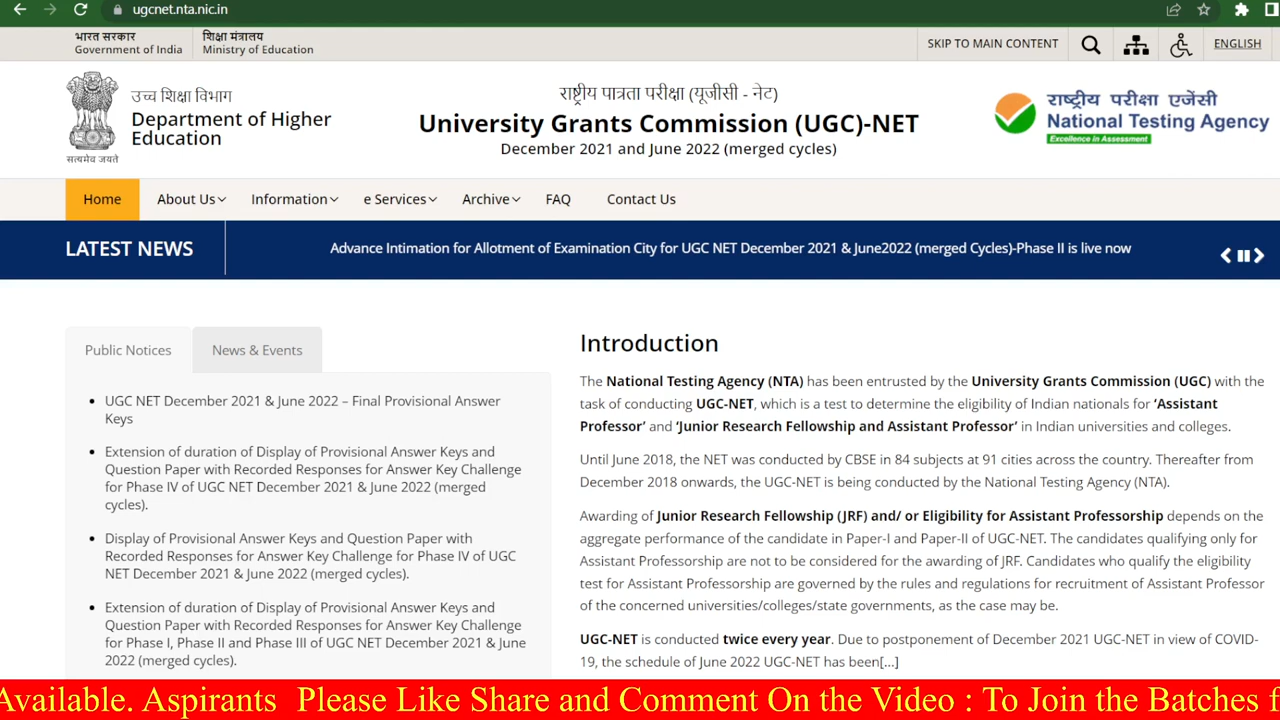 ugcnet.nta.nic.in
भारत सरकार
Government of India
शिक्षा मंत्रालय
Ministry of Education
SKIP TO MAIN CONTENT
ENGLISH
सत्यमेव जयते
उच्च शिक्षा विभाग
Department of Higher
Education
राष्ट्रीय पात्रता परीक्षा (यूजीसी - नेट)
University Grants Commission (UGC)-NET
December 2021 and June 2022 (merged cycles)
राष्ट्रीय परीक्षा एजेंसी
National Testing Agency
Excellence in Assessment
Home
About Us
Information
e Services
Archive
FAQ
Contact Us
LATEST NEWS
Advance Intimation for Allotment of Examination City for UGC NET December 2021 & June2022 (merged Cycles)-Phase II is live now
Public Notices
News & Events
UGC NET December 2021 & June 2022 – Final Provisional Answer
Keys
Extension of duration of Display of Provisional Answer Keys and
Question Paper with Recorded Responses for Answer Key Challenge
for Phase IV of UGC NET December 2021 & June 2022 (merged
cycles).
Display of Provisional Answer Keys and Question Paper with
Recorded Responses for Answer Key Challenge for Phase IV of UGC
NET December 2021 & June 2022 (merged cycles).
Extension of duration of Display of Provisional Answer Keys and
Question Paper with Recorded Responses for Answer Key Challenge
for Phase I, Phase II and Phase III of UGC NET December 2021 & June
2022 (merged cycles).
Introduction
The National Testing Agency (NTA) has been entrusted by the University Grants Commission (UGC) with the
task of conducting UGC-NET, which is a test to determine the eligibility of Indian nationals for ‘Assistant
Professor’ and ‘Junior Research Fellowship and Assistant Professor’ in Indian universities and colleges.
Until June 2018, the NET was conducted by CBSE in 84 subjects at 91 cities across the country. Thereafter from
December 2018 onwards, the UGC-NET is being conducted by the National Testing Agency (NTA).
Awarding of Junior Research Fellowship (JRF) and/ or Eligibility for Assistant Professorship depends on the
aggregate performance of the candidate in Paper-I and Paper-II of UGC-NET. The candidates qualifying only for
Assistant Professorship are not to be considered for the awarding of JRF. Candidates who qualify the eligibility
test for Assistant Professorship are governed by the rules and regulations for recruitment of Assistant Professor
of the concerned universities/colleges/state governments, as the case may be.
UGC-NET is conducted twice every year. Due to postponement of December 2021 UGC-NET in view of COVID-
19, the schedule of June 2022 UGC-NET has been[...]
Available. Aspirants Please Like Share and Comment On the Video : To Join the Batches f